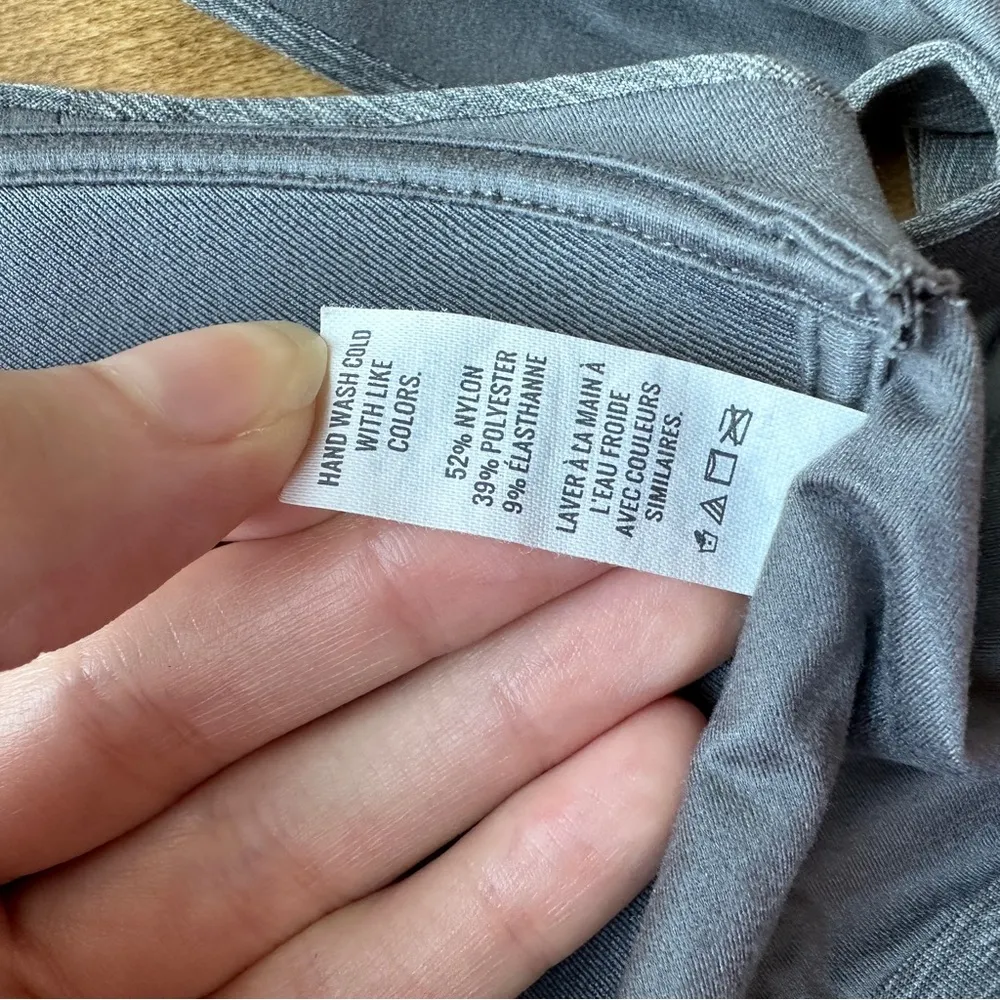 HAND WASH COLD
WITH LIKE
COLORS.
52% NYLON
39% POLYESTER
9% ÉLASTHANNE
LAVER À LA MAIN À
L'EAU FROIDE
AVEC COULEURS
SIMILAIRES.